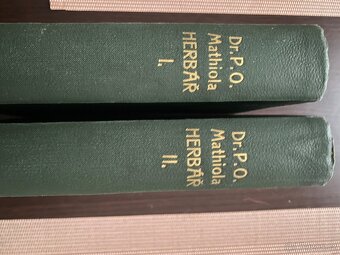 Dr. P. O.
Mathiola
HERBÁŘ
I.
Dr. P. O.
Mathiola
HERBÁŘ
II.